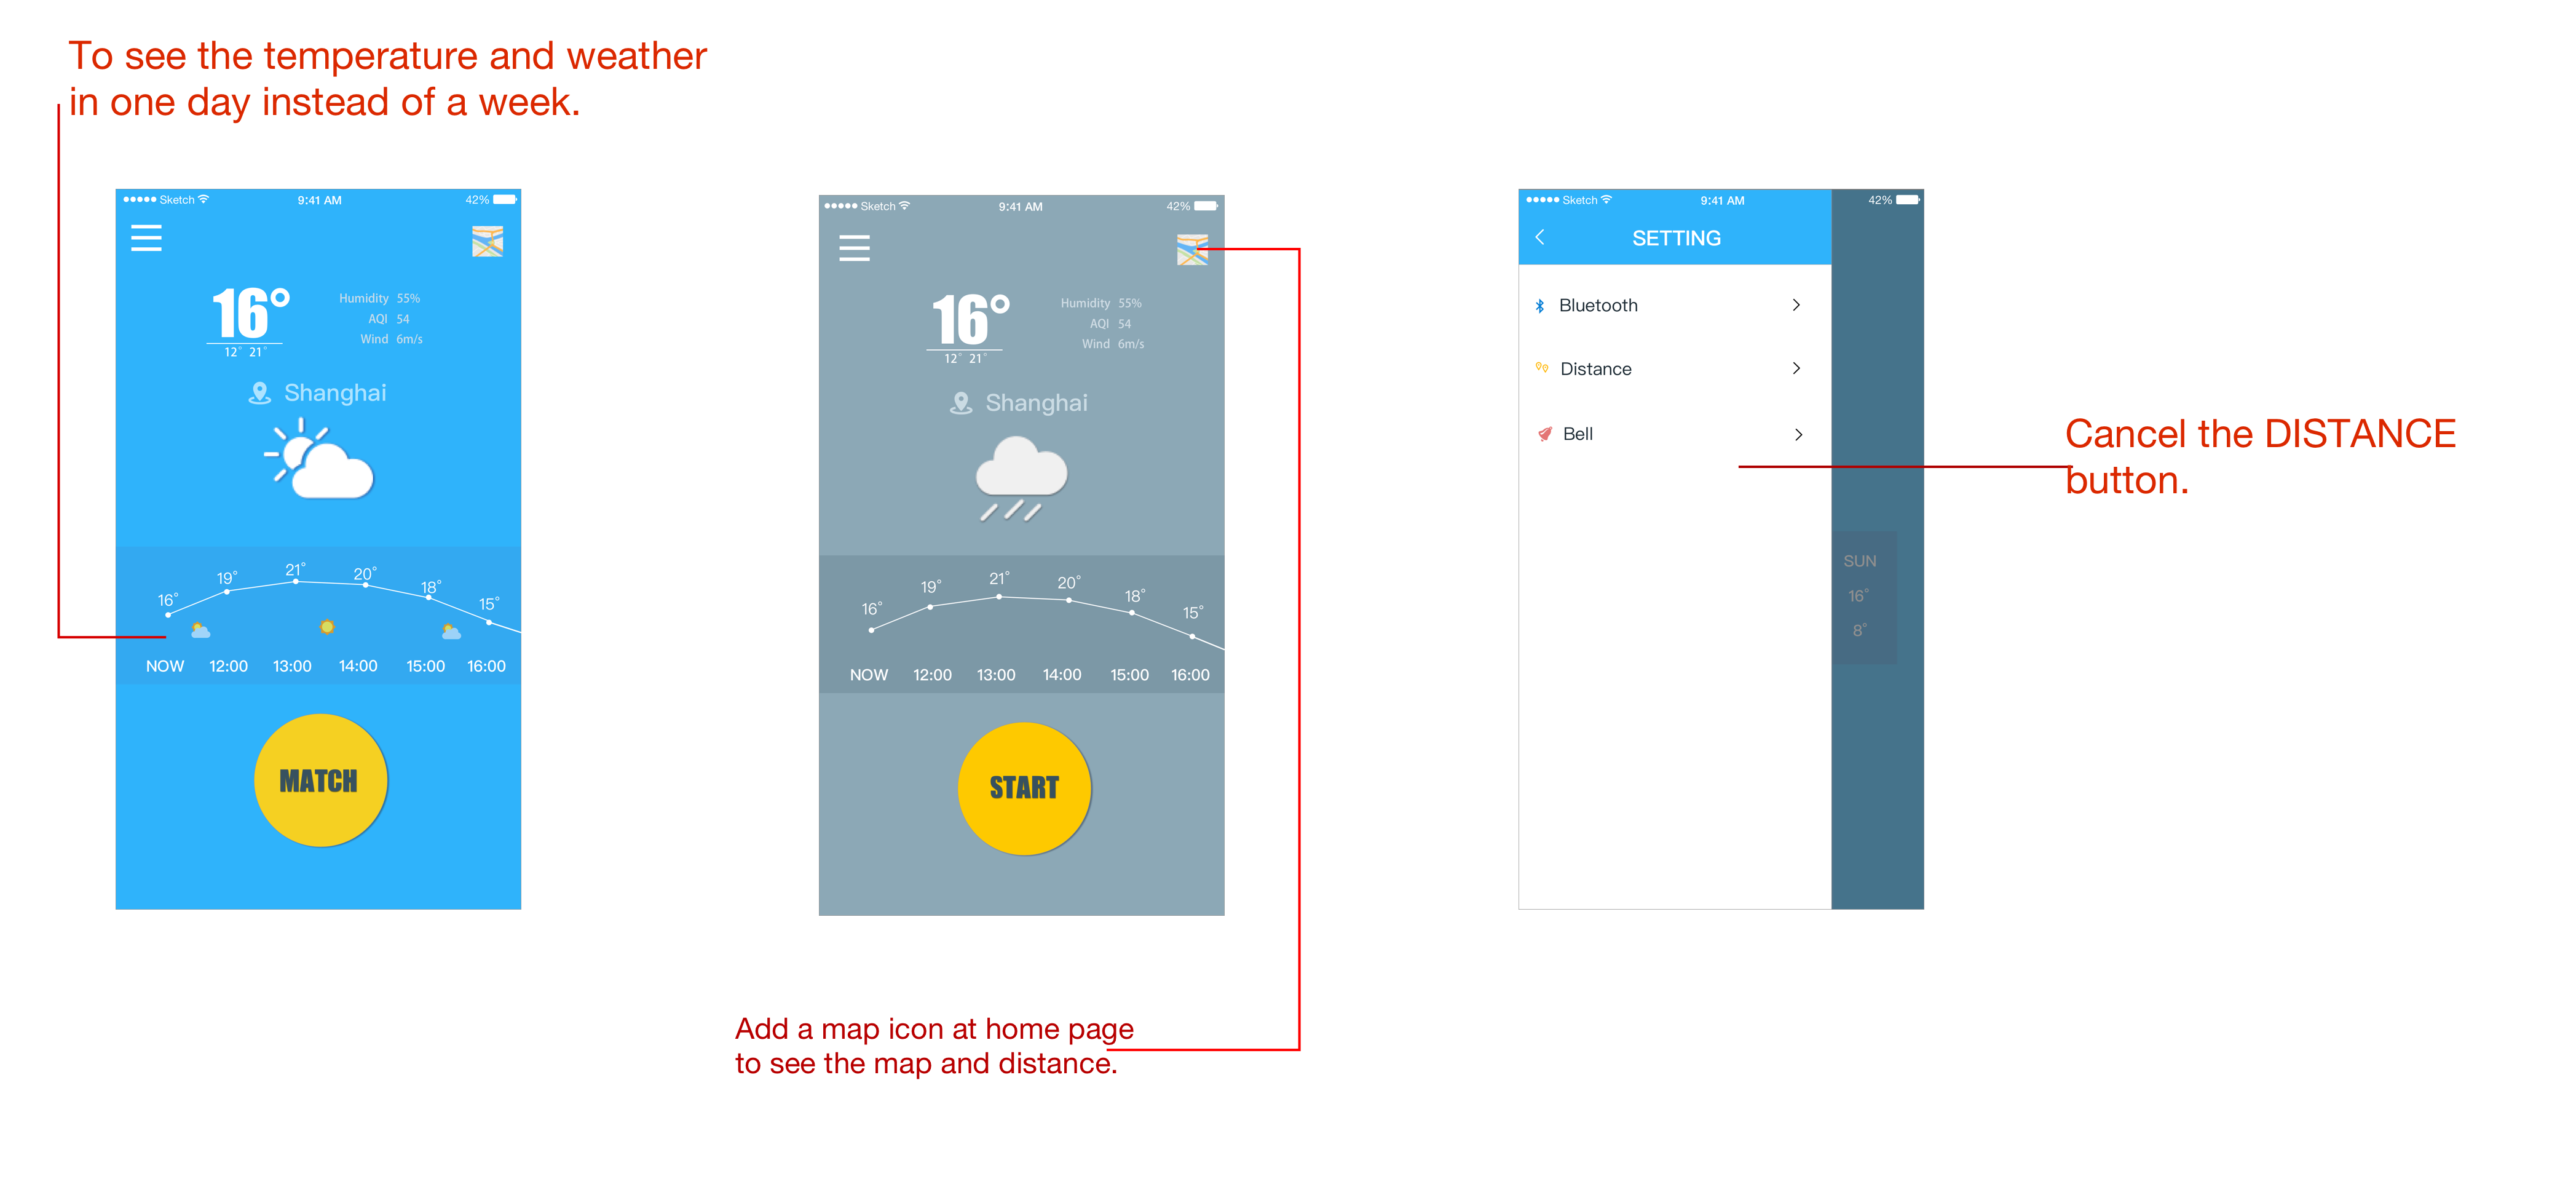 To see the temperature and weather
in one day instead of a week.
Sketch 9:41 AM 42%
16°
12° 21°
Humidity 55%
AQI 54
Wind 6m/s
Shanghai
16° 19° 21° 20° 18° 15°
NOW 12:00 13:00 14:00 15:00 16:00
MATCH
Sketch 9:41 AM 42%
16°
12° 21°
Humidity 55%
AQI 54
Wind 6m/s
Shanghai
16° 19° 21° 20° 18° 15°
NOW 12:00 13:00 14:00 15:00 16:00
START
Add a map icon at home page
to see the map and distance.
Sketch 9:41 AM 42%
SETTING
Bluetooth
Distance
Bell
SUN
16°
8°
Cancel the DISTANCE
button.